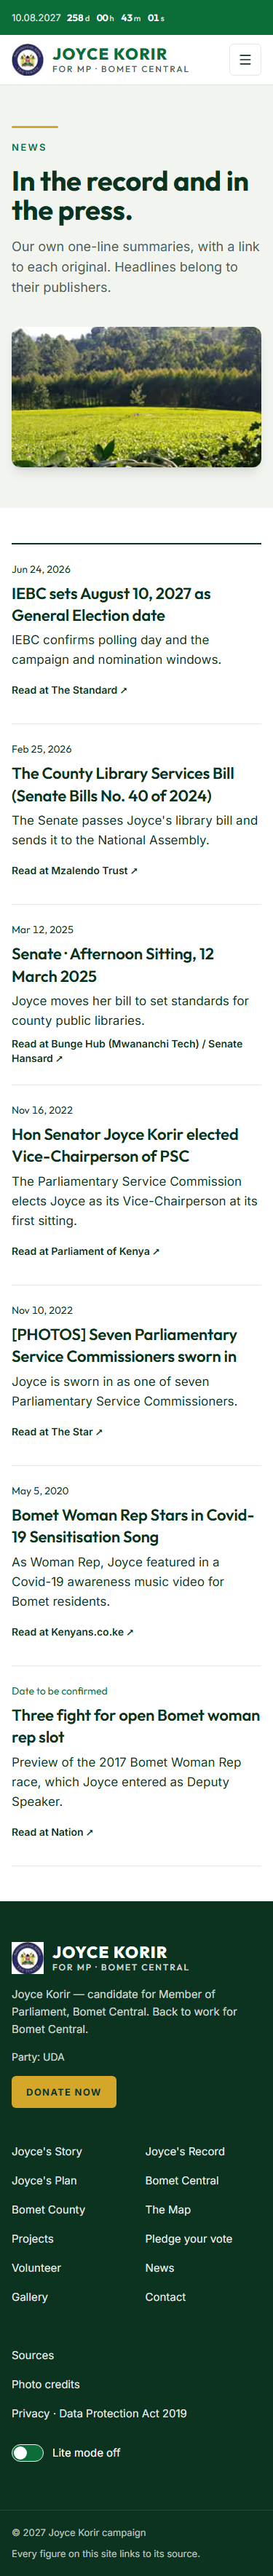 10.08.2027 258 d 00 h 43 m 01 s
JOYCE KORIR
FOR MP · BOMET CENTRAL
NEWS
In the record and in
the press.
Our own one-line summaries, with a link
to each original. Headlines belong to
their publishers.
Jun 24, 2026
IEBC sets August 10, 2027 as
General Election date
IEBC confirms polling day and the
campaign and nomination windows.
Read at The Standard ↗
Feb 25, 2026
The County Library Services Bill
(Senate Bills No. 40 of 2024)
The Senate passes Joyce's library bill and
sends it to the National Assembly.
Read at Mzalendo Trust ↗
Mar 12, 2025
Senate · Afternoon Sitting, 12
March 2025
Joyce moves her bill to set standards for
county public libraries.
Read at Bunge Hub (Mwananchi Tech) / Senate
Hansard ↗
Nov 16, 2022
Hon Senator Joyce Korir elected
Vice-Chairperson of PSC
The Parliamentary Service Commission
elects Joyce as its Vice-Chairperson at its
first sitting.
Read at Parliament of Kenya ↗
Nov 10, 2022
[PHOTOS] Seven Parliamentary
Service Commissioners sworn in
Joyce is sworn in as one of seven
Parliamentary Service Commissioners.
Read at The Star ↗
May 5, 2020
Bomet Woman Rep Stars in Covid-
19 Sensitisation Song
As Woman Rep, Joyce featured in a
Covid-19 awareness music video for
Bomet residents.
Read at Kenyans.co.ke ↗
Date to be confirmed
Three fight for open Bomet woman
rep slot
Preview of the 2017 Bomet Woman Rep
race, which Joyce entered as Deputy
Speaker.
Read at Nation ↗
JOYCE KORIR
FOR MP · BOMET CENTRAL
Joyce Korir — candidate for Member of
Parliament, Bomet Central. Back to work for
Bomet Central.
Party: UDA
DONATE NOW
Joyce's Story Joyce's Record
Joyce's Plan Bomet Central
Bomet County The Map
Projects Pledge your vote
Volunteer News
Gallery Contact
Sources
Photo credits
Privacy · Data Protection Act 2019
Lite mode off
© 2027 Joyce Korir campaign
Every figure on this site links to its source.